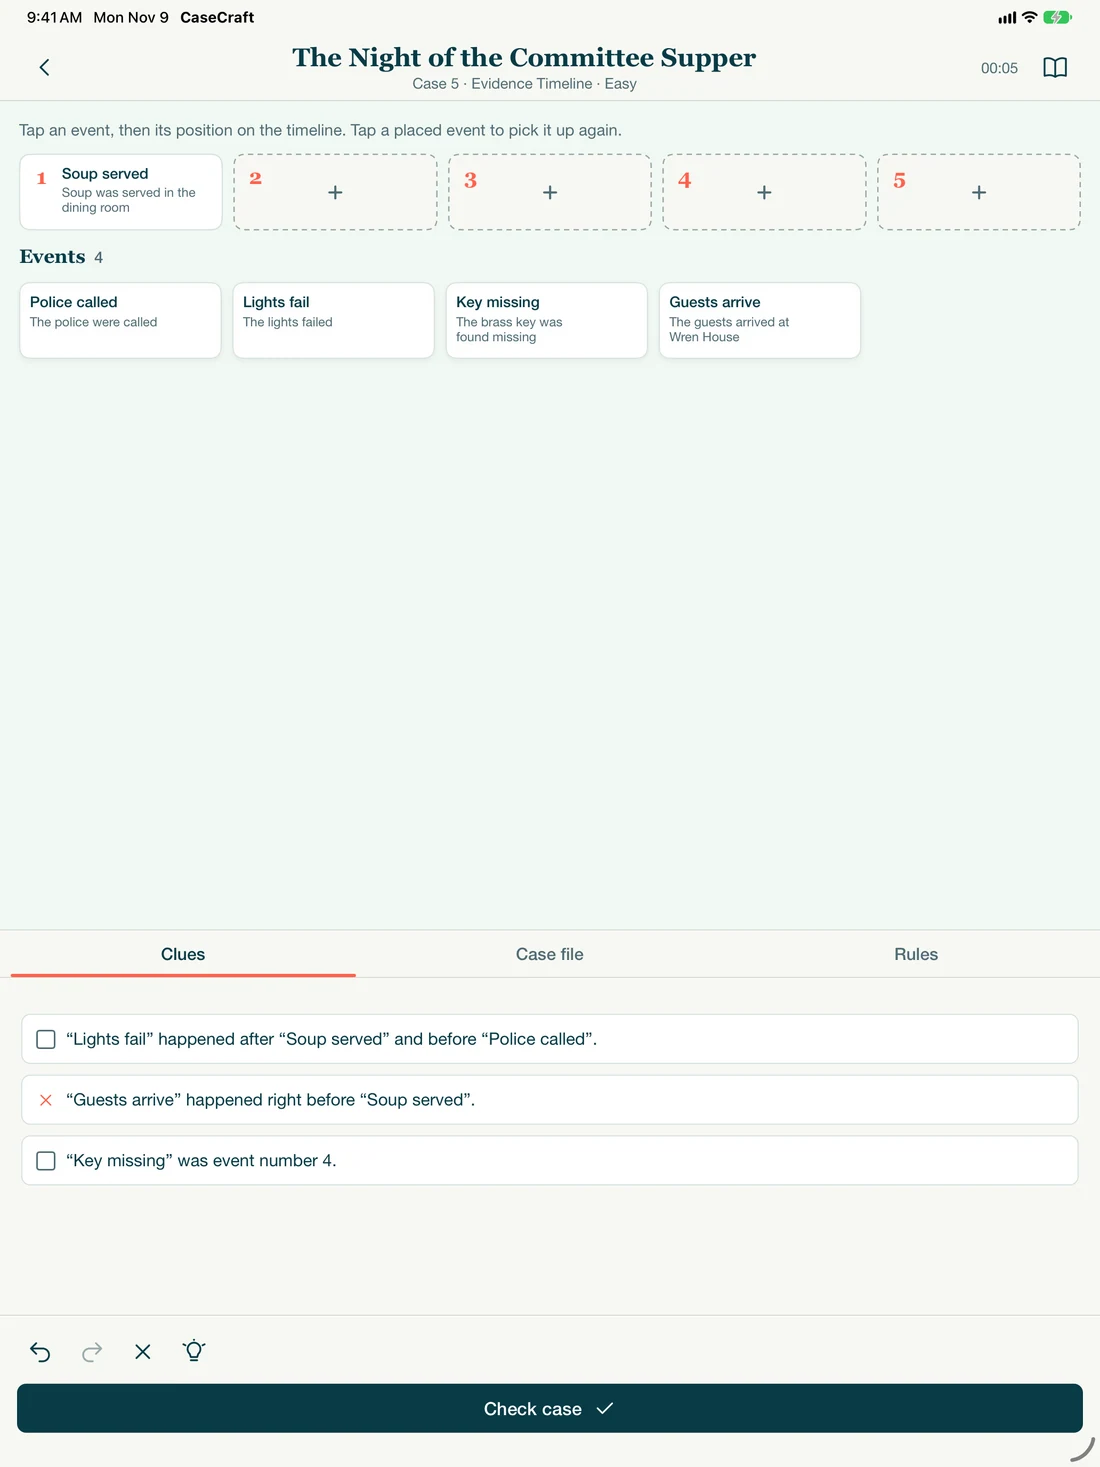 9:41 AM Mon Nov 9 CaseCraft
The Night of the Committee Supper
Case 5 · Evidence Timeline · Easy
00:05
Tap an event, then its position on the timeline. Tap a placed event to pick it up again.
1 Soup served
Soup was served in the
dining room
2
3
4
5
Events 4
Police called
The police were called
Lights fail
The lights failed
Key missing
The brass key was
found missing
Guests arrive
The guests arrived at
Wren House
Clues
Case file
Rules
“Lights fail” happened after “Soup served” and before “Police called”.
“Guests arrive” happened right before “Soup served”.
“Key missing” was event number 4.
Check case